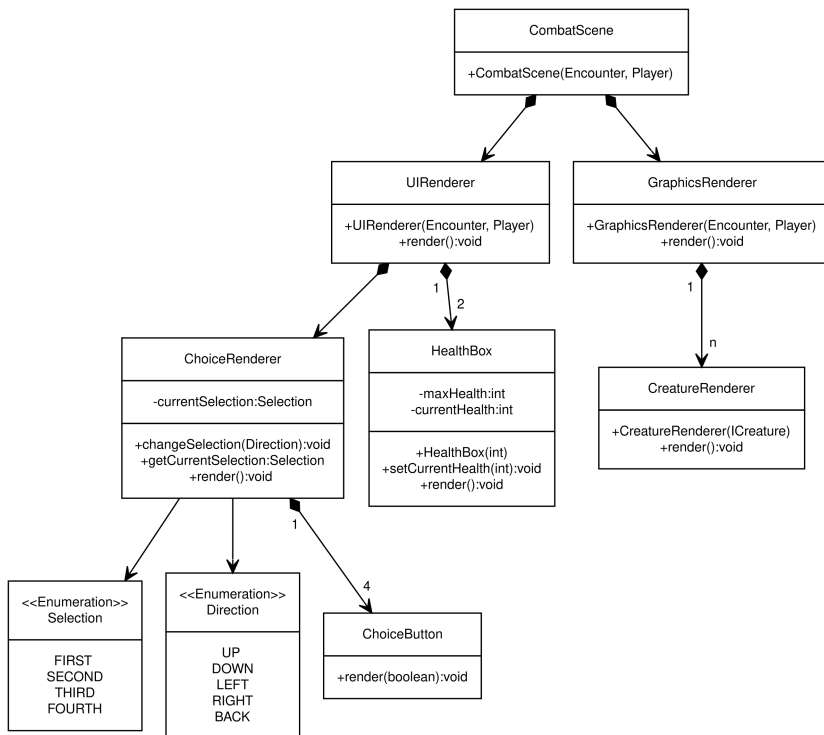 CombatScene
+CombatScene(Encounter, Player)
UIRenderer
+UIRenderer(Encounter, Player)
+render():void
GraphicsRenderer
+GraphicsRenderer(Encounter, Player)
+render():void
1
2
1
n
ChoiceRenderer
-currentSelection:Selection
+changeSelection(Direction):void
+getCurrentSelection:Selection
+render():void
HealthBox
-maxHealth:int
-currentHealth:int
+HealthBox(int)
+setCurrentHealth(int):void
+render():void
CreatureRenderer
+CreatureRenderer(ICreature)
+render():void
1
4
<<Enumeration>>
Selection
FIRST
SECOND
THIRD
FOURTH
<<Enumeration>>
Direction
UP
DOWN
LEFT
RIGHT
BACK
ChoiceButton
+render(boolean):void